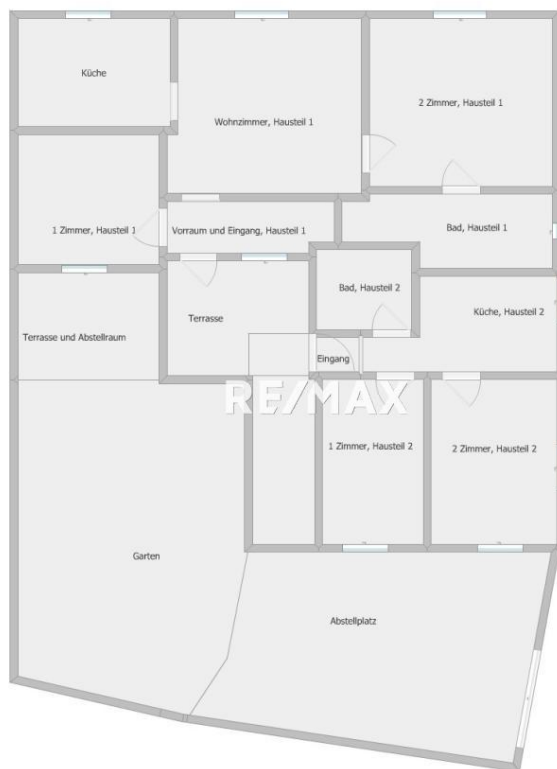 Küche
Wohnzimmer, Hausteil 1
2 Zimmer, Hausteil 1
1 Zimmer, Hausteil 1
Vorraum und Eingang, Hausteil 1
Bad, Hausteil 1
Bad, Hausteil 2
Küche, Hausteil 2
Terrasse
Terrasse und Abstellraum
Eingang
RE/MAX
1 Zimmer, Hausteil 2
2 Zimmer, Hausteil 2
Garten
Abstellplatz